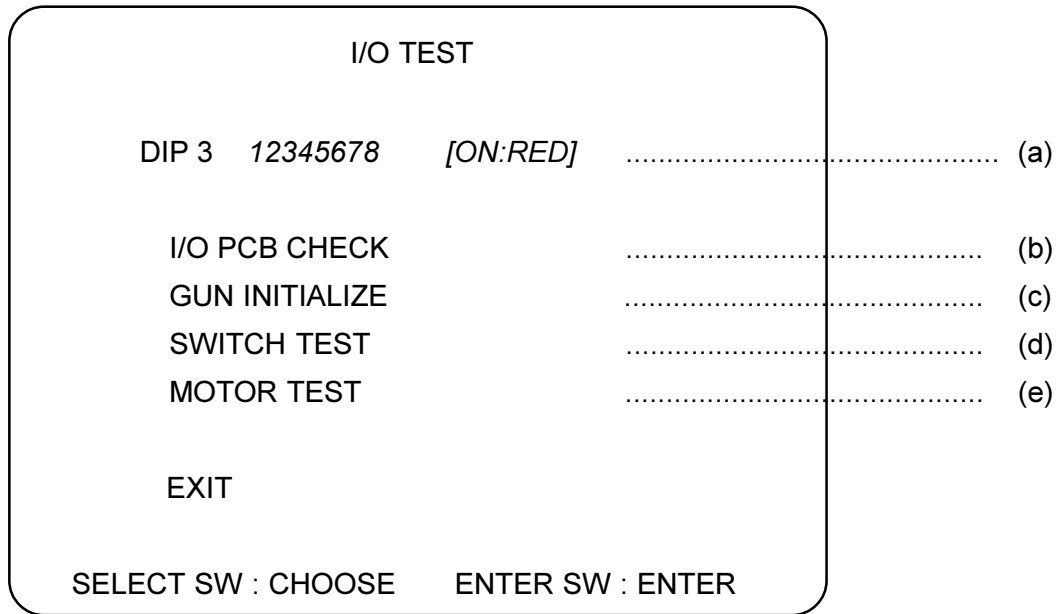 I/O TEST
DIP 3 12345678 [ON:RED] .............................................. (a)
I/O PCB CHECK ............................................ (b)
GUN INITIALIZE ............................................ (c)
SWITCH TEST ............................................ (d)
MOTOR TEST ............................................ (e)
EXIT
SELECT SW : CHOOSE ENTER SW : ENTER